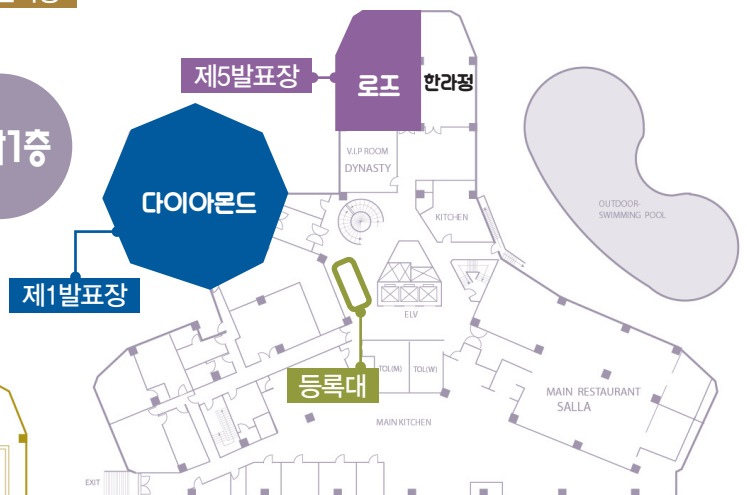 제5발표장
로즈
한라정
1층
V.I.P ROOM
DYNASTY
다이아몬드
KITCHEN
OUTDOOR-
SWIMMING POOL
제1발표장
ELV
등록대
TOL(M)
TOL(W)
MAIN RESTAURANT
SALLA
MAIN KITCHEN
EXIT